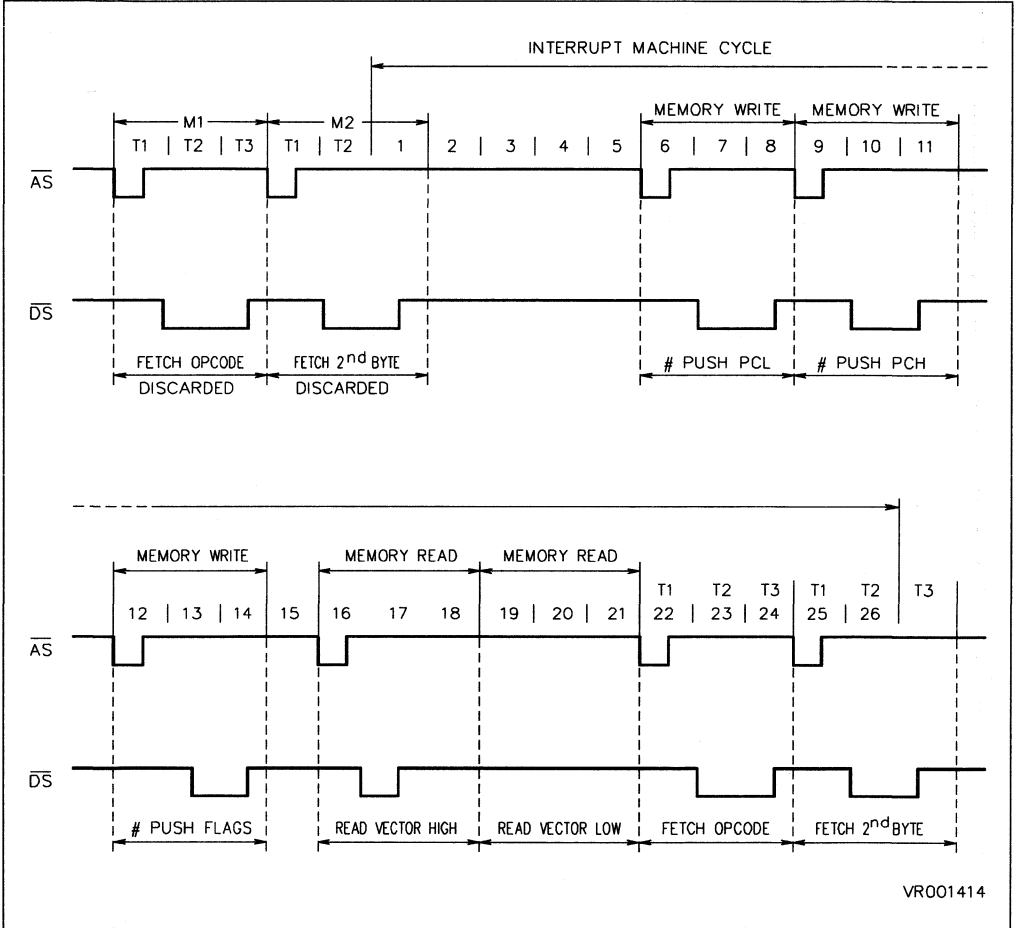 INTERRUPT MACHINE CYCLE
MEMORY WRITE MEMORY WRITE
M1 M2
T1 | T2 | T3 T1 | T2 | 1 2 | 3 | 4 | 5 6 | 7 | 8 9 | 10 | 11
AS
DS
FETCH OPCODE FETCH 2nd BYTE # PUSH PCL # PUSH PCH
DISCARDED DISCARDED
MEMORY WRITE MEMORY READ MEMORY READ
T1 T2 T3 T1 T2 T3
12 | 13 | 14 15 16 17 18 19 | 20 | 21 22 | 23 | 24 25 | 26
AS
DS
# PUSH FLAGS READ VECTOR HIGH READ VECTOR LOW FETCH OPCODE FETCH 2nd BYTE
VR001414